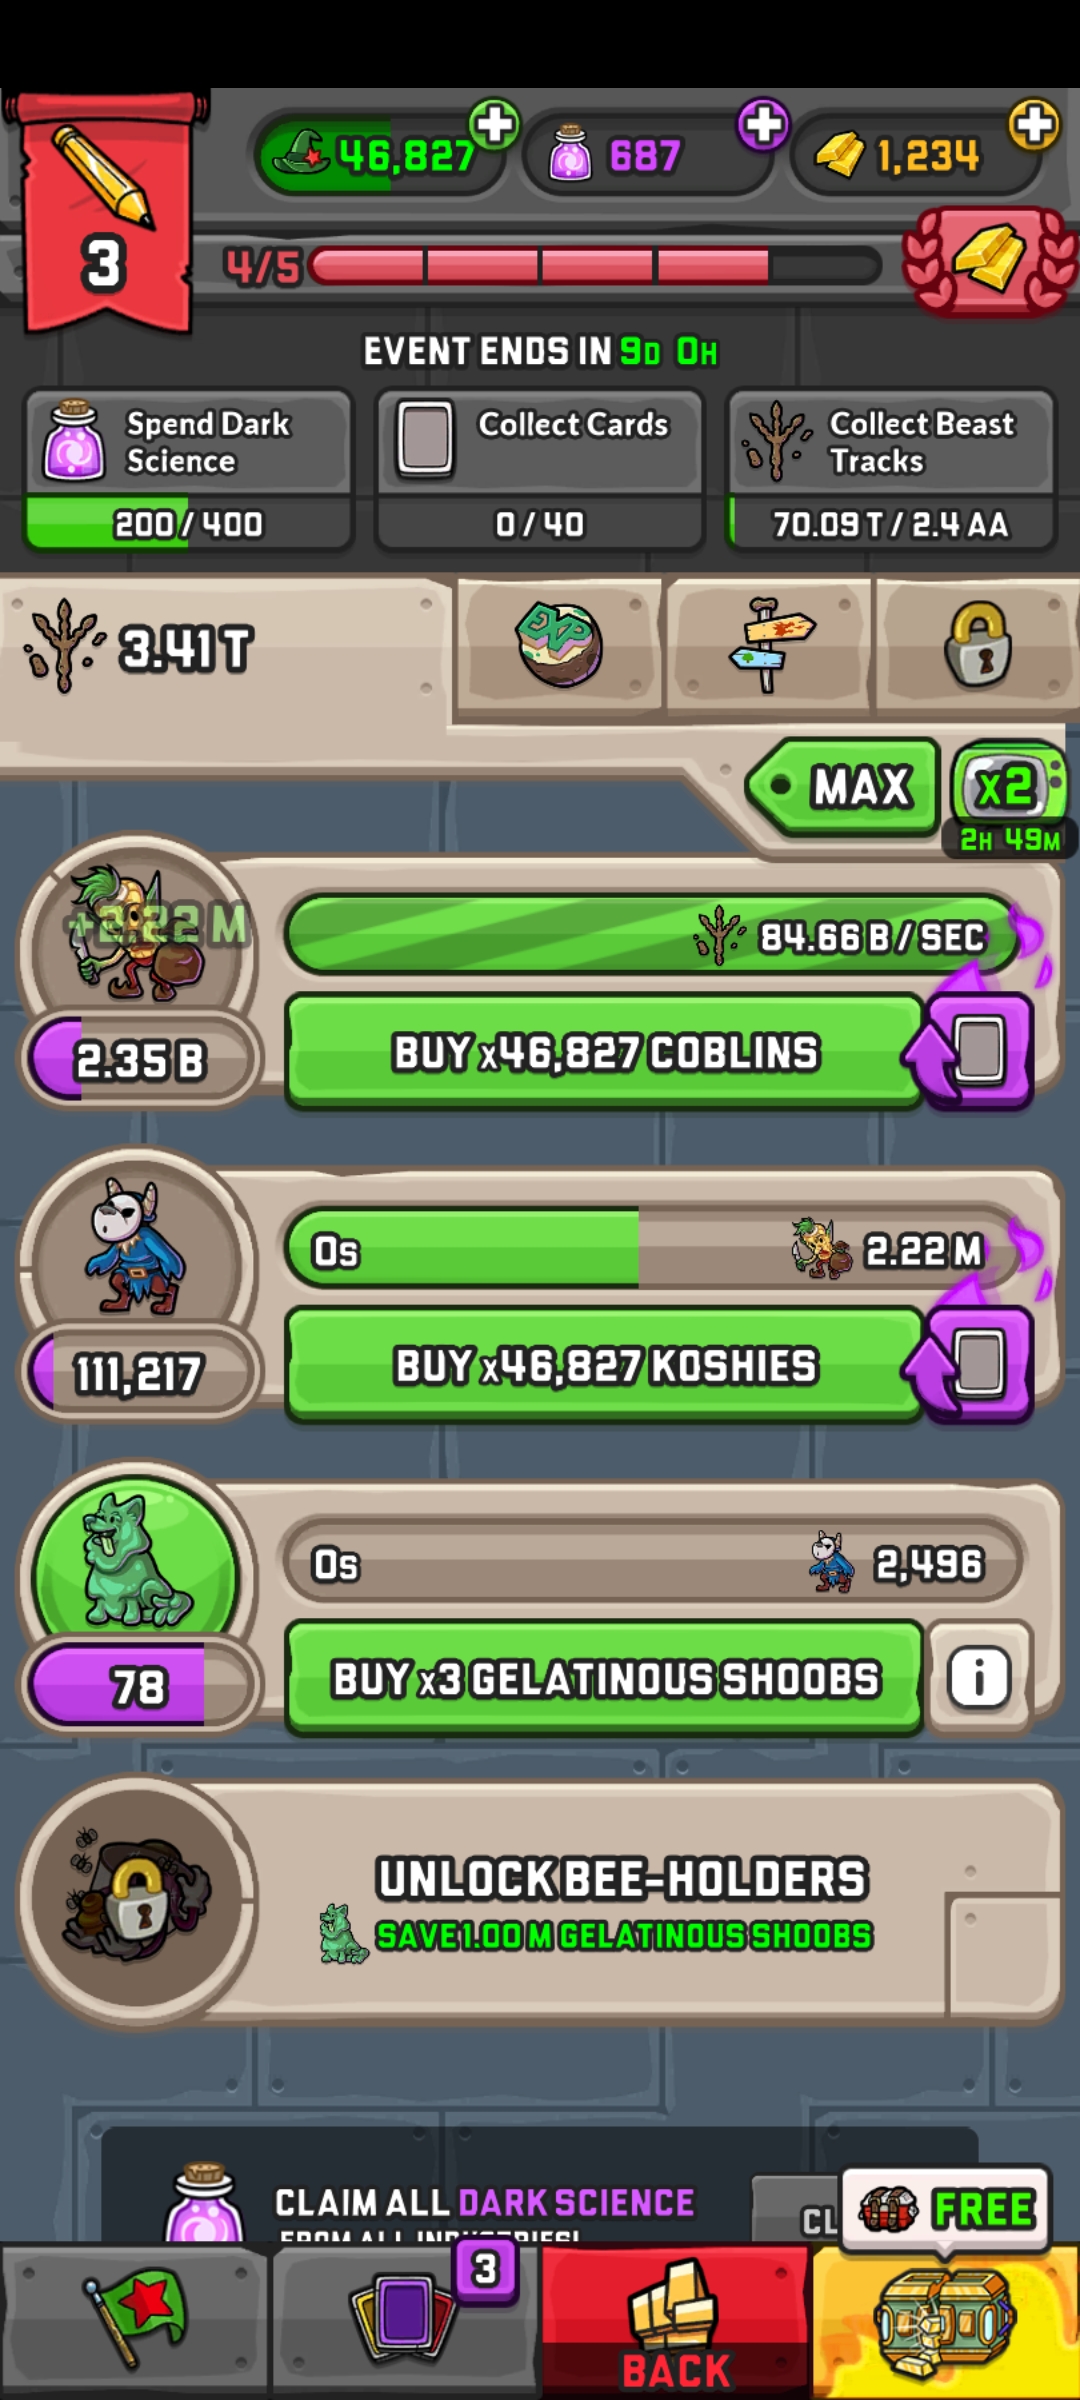 46,827
687
1,234
3
4/5
EVENT ENDS IN 9D 0H
Spend Dark
Science
200 / 400
Collect Cards
0 / 40
Collect Beast
Tracks
70.09 T / 2.4 AA
3.41 T
EXP
MAX
x2
2H 49M
+2.22 M
84.66 B / SEC
2.35 B
BUY x46,827 COBLINS
0s
2.22 M
111,217
BUY x46,827 KOSHIES
0s
2,496
78
BUY x3 GELATINOUS SHOOBS
i
UNLOCK BEE-HOLDERS
SAVE 1.00 M GELATINOUS SHOOBS
CLAIM ALL DARK SCIENCE
FROM ALL INDUSTRIES!
CL
FREE
3
BACK